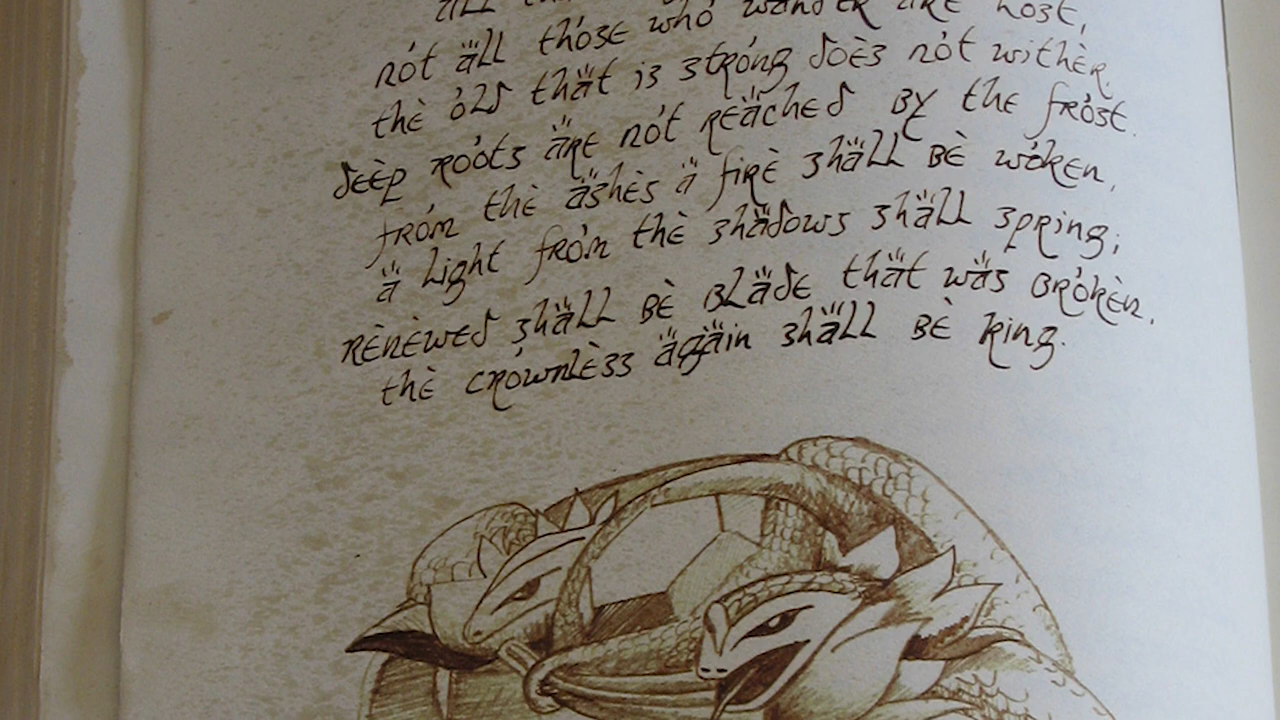 not all those who wander are lost,
the old that is strong does not wither,
deep roots are not reached by the frost.
from the ashes a fire shall be woken,
a light from the shadows shall spring;
renewed shall be blade that was broken,
the crownless again shall be king.